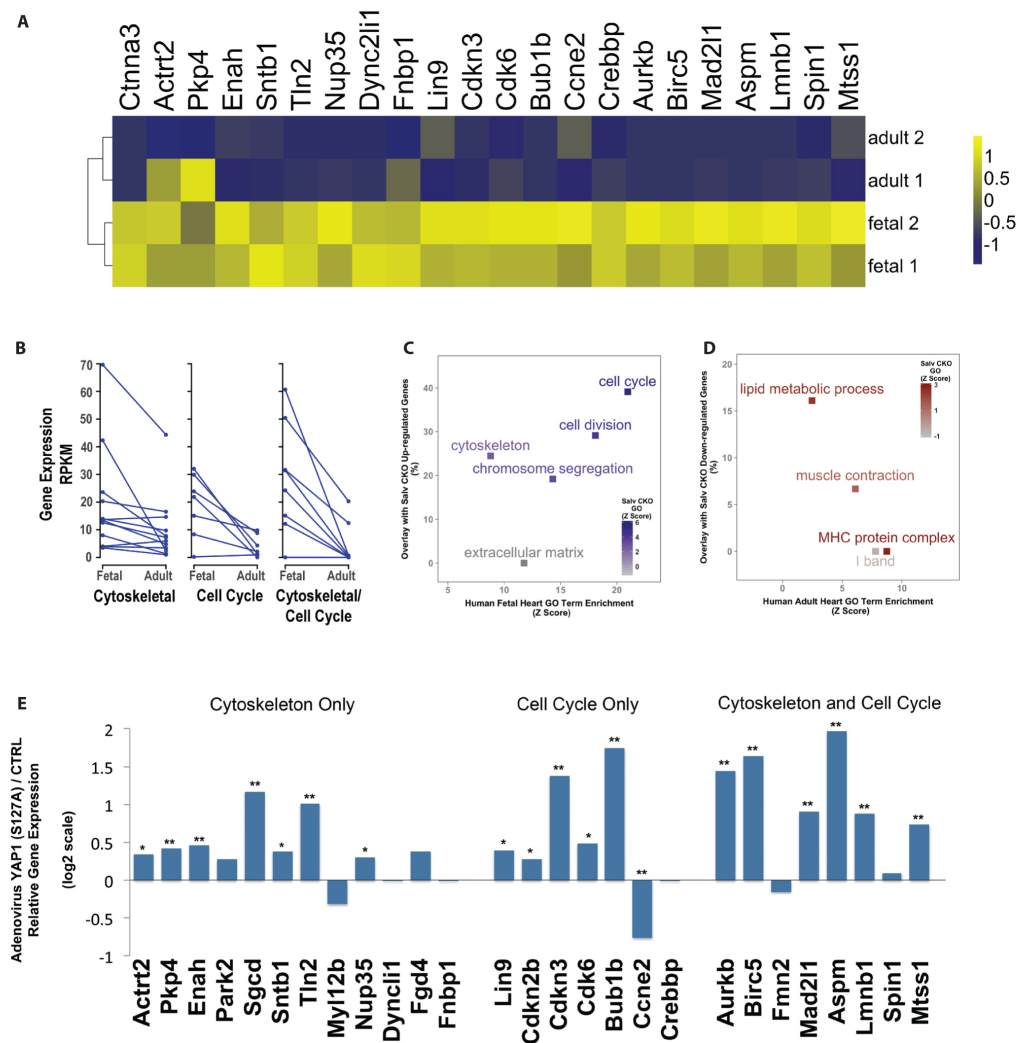 A
Ctnna3
Actrt2
Pkp4
Enah
Sntb1
Tln2
Nup35
Dync2li1
Fnbp1
Lin9
Cdkn3
Cdk6
Bub1b
Ccne2
Crebbp
Aurkb
Birc5
Mad2l1
Aspm
Lmnb1
Spin1
Mtss1
adult 2
adult 1
fetal 2
fetal 1
1
0.5
-0.5
-1
B
Gene Expression
RPKM
70
60
50
40
30
20
10
0
Fetal Adult
Cytoskeletal
Fetal Adult
Cell Cycle
Fetal Adult
Cytoskeletal/
Cell Cycle
C
Overlay with Salv CKO Up-regulated Genes
(%)
40
30
20
10
0
cell cycle
cell division
cytoskeleton
chromosome segregation
extracellular matrix
Salv CKO
GO
(Z Score)
6
4
2
0
5 10 15 20
Human Fetal Heart GO Term Enrichment
(Z Score)
D
Overlay with Salv CKO Down-regulated Genes
(%)
20
15
10
5
0
lipid metabolic process
muscle contraction
MHC protein complex
I band
Salv CKO
GO
(Z Score)
3
1
-1
0 5 10
Human Adult Heart GO Term Enrichment
(Z Score)
E
Adenovirus YAP1 (S127A) / CTRL
Relative Gene Expression
(log2 scale)
2
1.5
1
0.5
0
-0.5
-1
Cytoskeleton Only
Cell Cycle Only
Cytoskeleton and Cell Cycle
* ** ** ** * ** *
* * ** * ** **
** ** ** ** ** **
Actrt2
Pkp4
Enah
Park2
Sgcd
Sntb1
Tln2
Myl12b
Nup35
Dyncli1
Fgd4
Fnbp1
Lin9
Cdkn2b
Cdkn3
Cdk6
Bub1b
Ccne2
Crebbp
Aurkb
Birc5
Fmn2
Mad2l1
Aspm
Lmnb1
Spin1
Mtss1